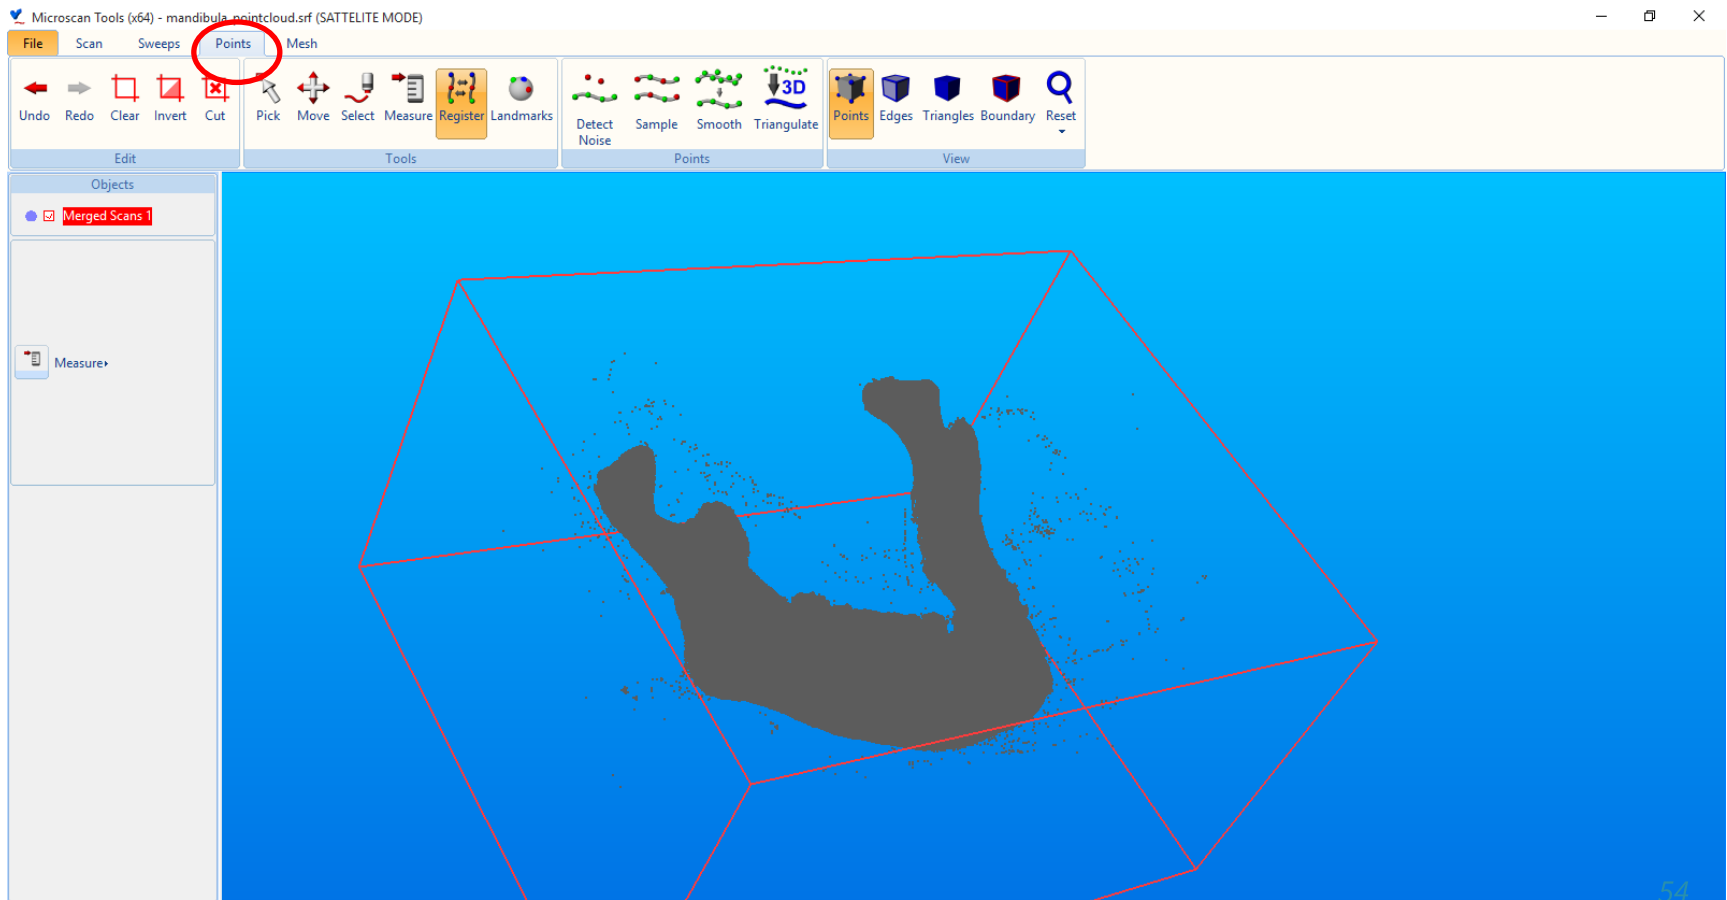 Microscan Tools (x64) - mandibula_pointcloud.srf (SATTELITE MODE)
File Scan Sweeps Points Mesh
Undo Redo Clear Invert Cut Pick Move Select Measure Register Landmarks Detect Noise Sample Smooth Triangulate Points Edges Triangles Boundary Reset
3D
Edit Tools Points View
Objects
Merged Scans 1
Measure
54